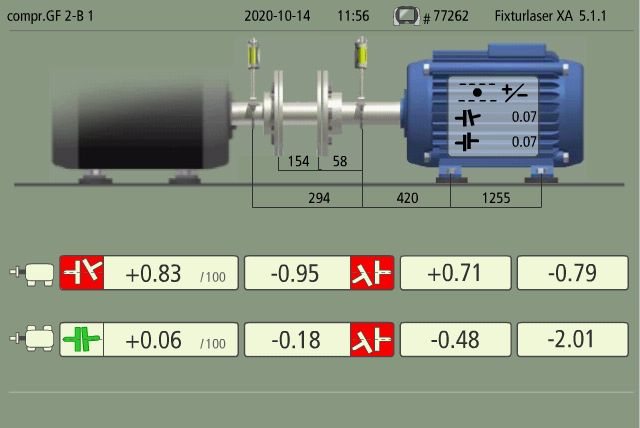 compr.GF 2-B 1 2020-10-14 11:56 # 77262 Fixturlaser XA 5.1.1
+/-
0.07
0.07
154 58
294 420 1255
+0.83 /100 -0.95 +0.71 -0.79
+0.06 /100 -0.18 -0.48 -2.01